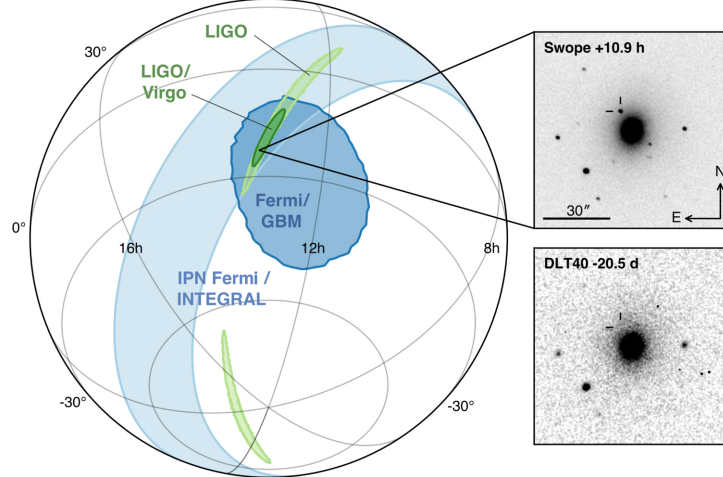 LIGO
LIGO/
Virgo
Fermi/
GBM
IPN Fermi /
INTEGRAL
30°
0°
-30°
-30°
16h
12h
8h
Swope +10.9 h
30″
N
E
DLT40 -20.5 d